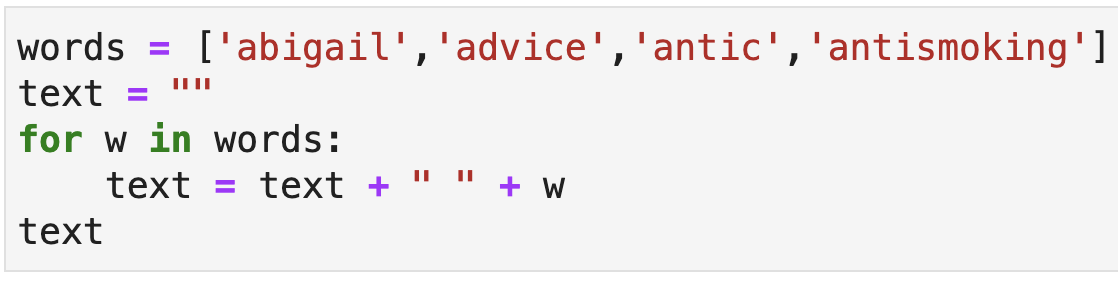 words = ['abigail','advice','antic','antismoking']
text = ""
for w in words:
    text = text + " " + w
text